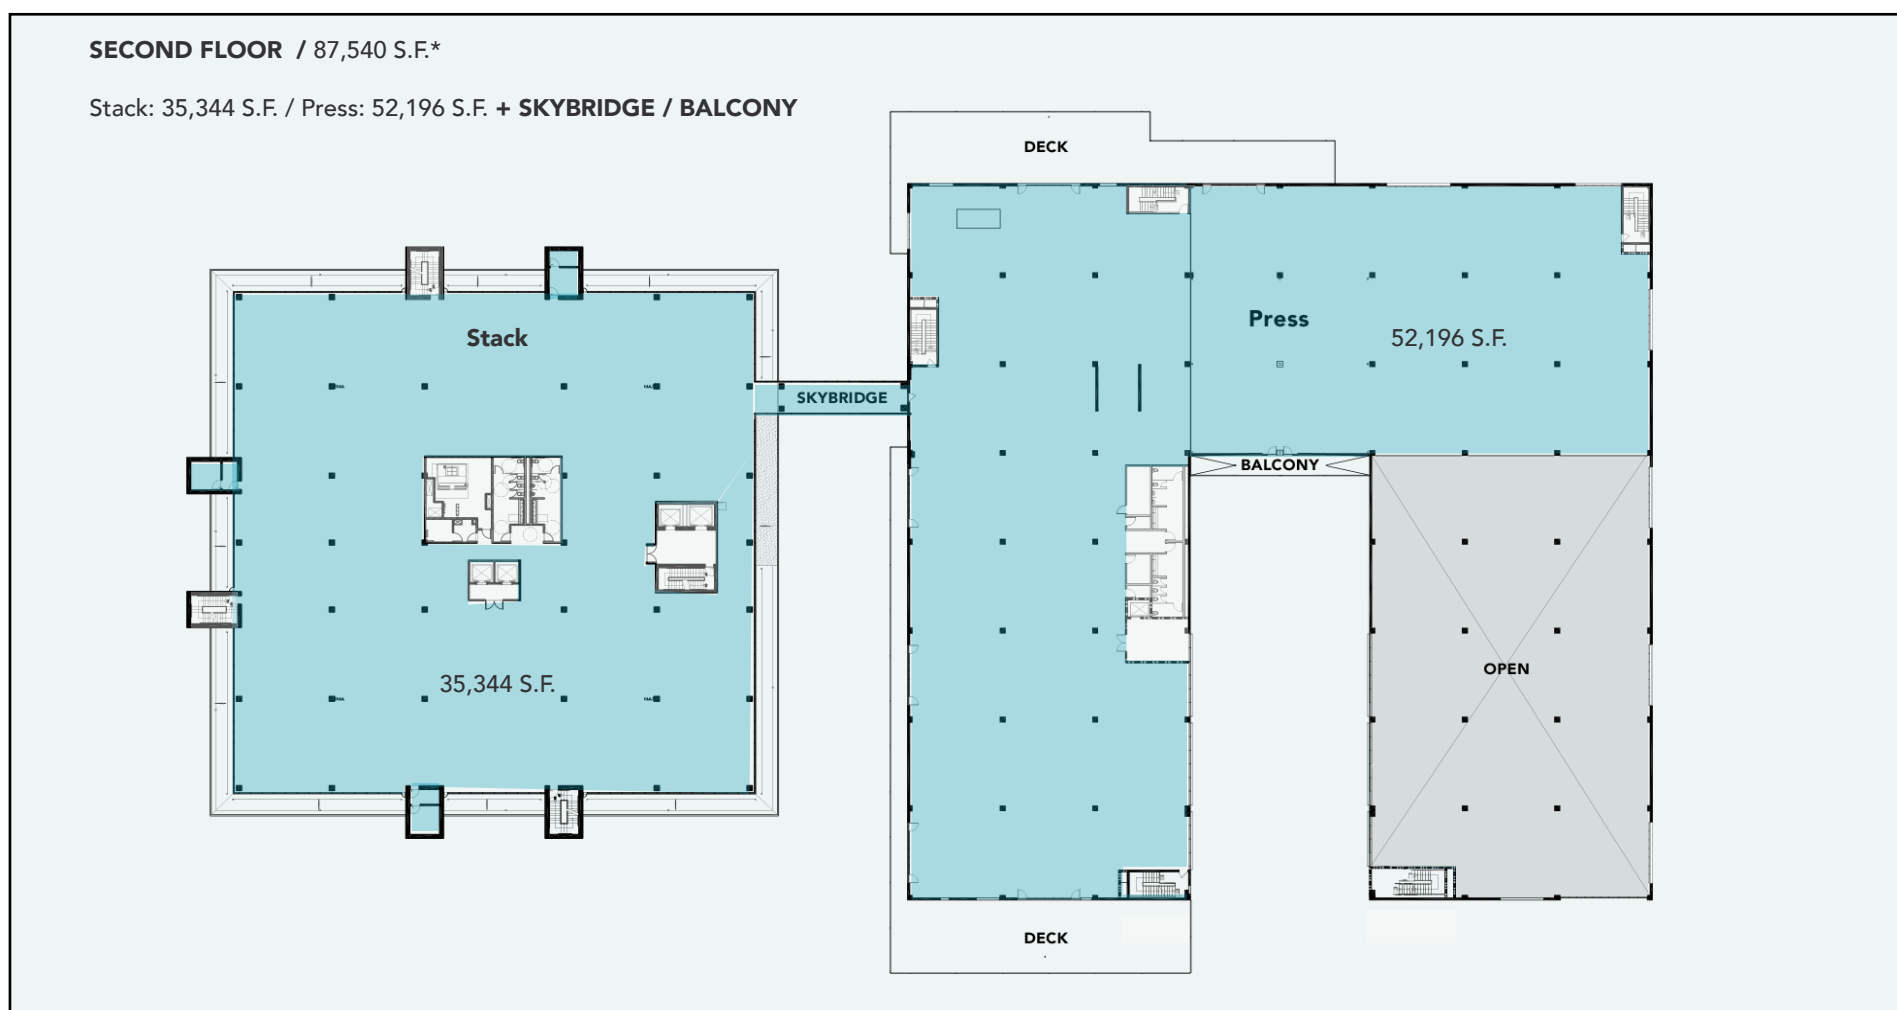 SECOND FLOOR / 87,540 S.F.*
Stack: 35,344 S.F. / Press: 52,196 S.F. + SKYBRIDGE / BALCONY
DECK
Stack
Press
52,196 S.F.
SKYBRIDGE
BALCONY
OPEN
35,344 S.F.
DECK